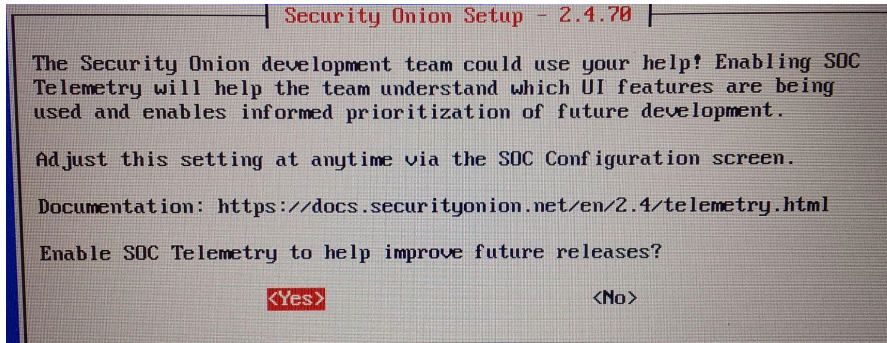 Security Onion Setup - 2.4.70
The Security Onion development team could use your help! Enabling SOC
Telemetry will help the team understand which UI features are being
used and enables informed prioritization of future development.
Adjust this setting at anytime via the SOC Configuration screen.
Documentation: https://docs.securityonion.net/en/2.4/telemetry.html
Enable SOC Telemetry to help improve future releases?
<Yes> <No>